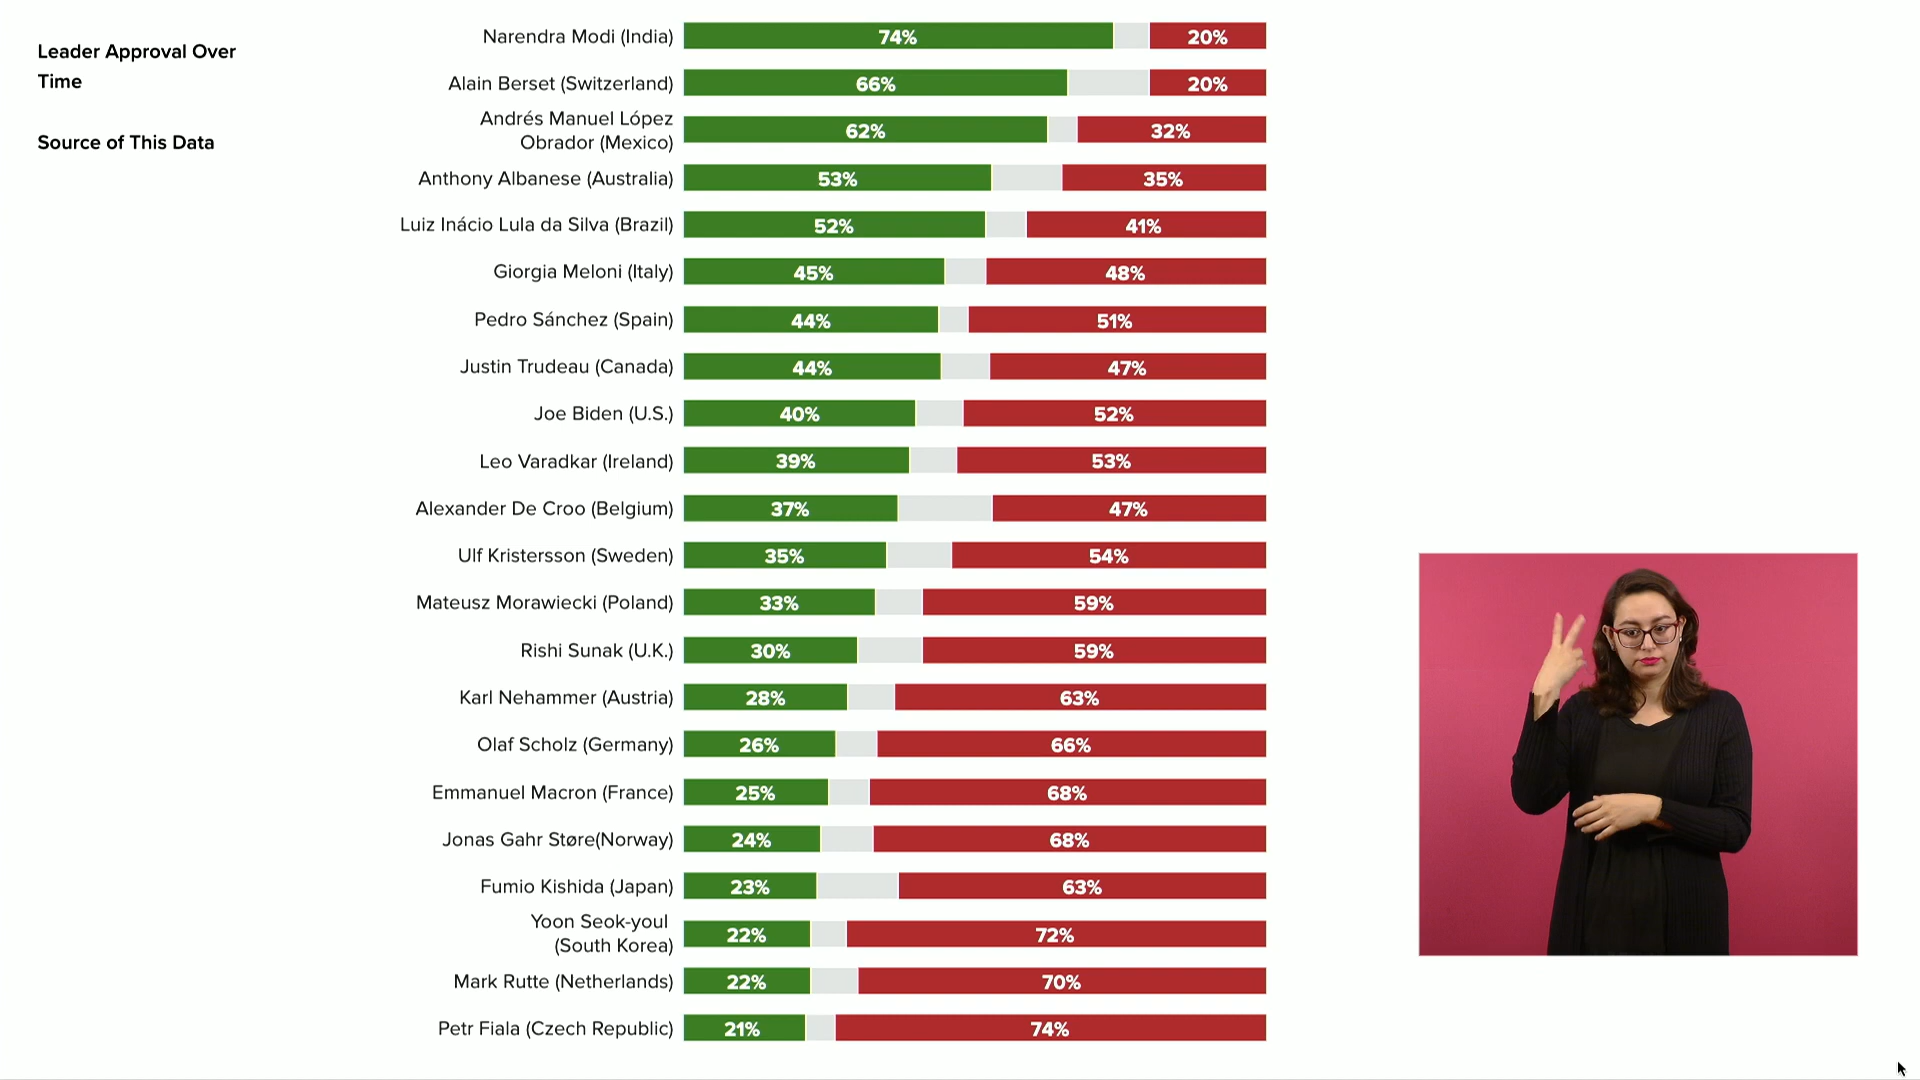 Leader Approval Over
Time
Source of This Data
Narendra Modi (India) 74% 20%
Alain Berset (Switzerland) 66% 20%
Andrés Manuel López
Obrador (Mexico) 62% 32%
Anthony Albanese (Australia) 53% 35%
Luiz Inácio Lula da Silva (Brazil) 52% 41%
Giorgia Meloni (Italy) 45% 48%
Pedro Sánchez (Spain) 44% 51%
Justin Trudeau (Canada) 44% 47%
Joe Biden (U.S.) 40% 52%
Leo Varadkar (Ireland) 39% 53%
Alexander De Croo (Belgium) 37% 47%
Ulf Kristersson (Sweden) 35% 54%
Mateusz Morawiecki (Poland) 33% 59%
Rishi Sunak (U.K.) 30% 59%
Karl Nehammer (Austria) 28% 63%
Olaf Scholz (Germany) 26% 66%
Emmanuel Macron (France) 25% 68%
Jonas Gahr Støre(Norway) 24% 68%
Fumio Kishida (Japan) 23% 63%
Yoon Seok-youl
(South Korea) 22% 72%
Mark Rutte (Netherlands) 22% 70%
Petr Fiala (Czech Republic) 21% 74%